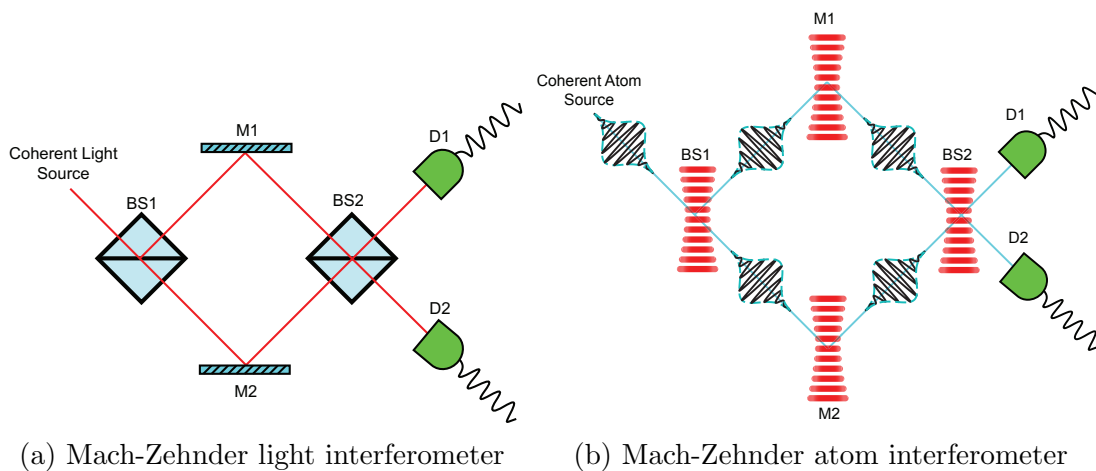 Coherent Light
Source
BS1
M1
M2
BS2
D1
D2
(a) Mach-Zehnder light interferometer
Coherent Atom
Source
BS1
M1
M2
BS2
D1
D2
(b) Mach-Zehnder atom interferometer